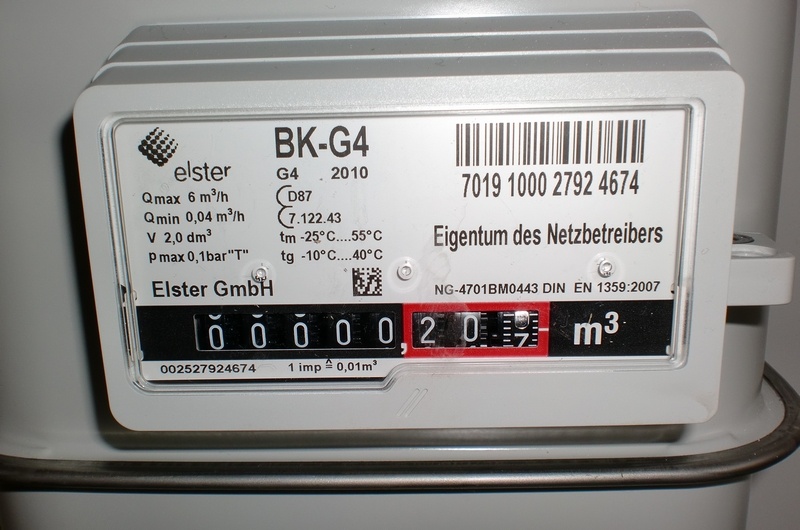 elster
BK-G4
G4 2010
Qmax 6 m³/h
Qmin 0,04 m³/h
V 2,0 dm³
pmax 0,1bar"T"
D87
7.122.43
tm -25°C....55°C
tg -10°C....40°C
Elster GmbH
7019 1000 2792 4674
Eigentum des Netzbetreibers
NG-4701BM0443 DIN EN 1359:2007
00000,207 m³
002527924674
1 imp ≙ 0,01m³